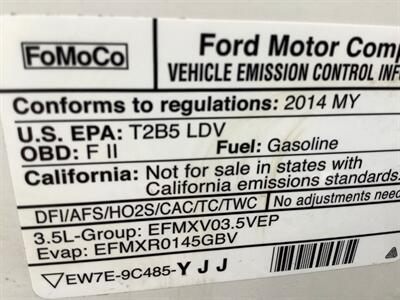 FoMoCo
Ford Motor Comp
VEHICLE EMISSION CONTROL INF
Conforms to regulations: 2014 MY
U.S. EPA: T2B5 LDV
OBD: F II Fuel: Gasoline
California: Not for sale in states with
California emissions standards.
DFI/AFS/HO2S/CAC/TC/TWC No adjustments need
3.5L-Group: EFMXV03.5VEP
Evap: EFMXR0145GBV
EW7E-9C485-YJJ